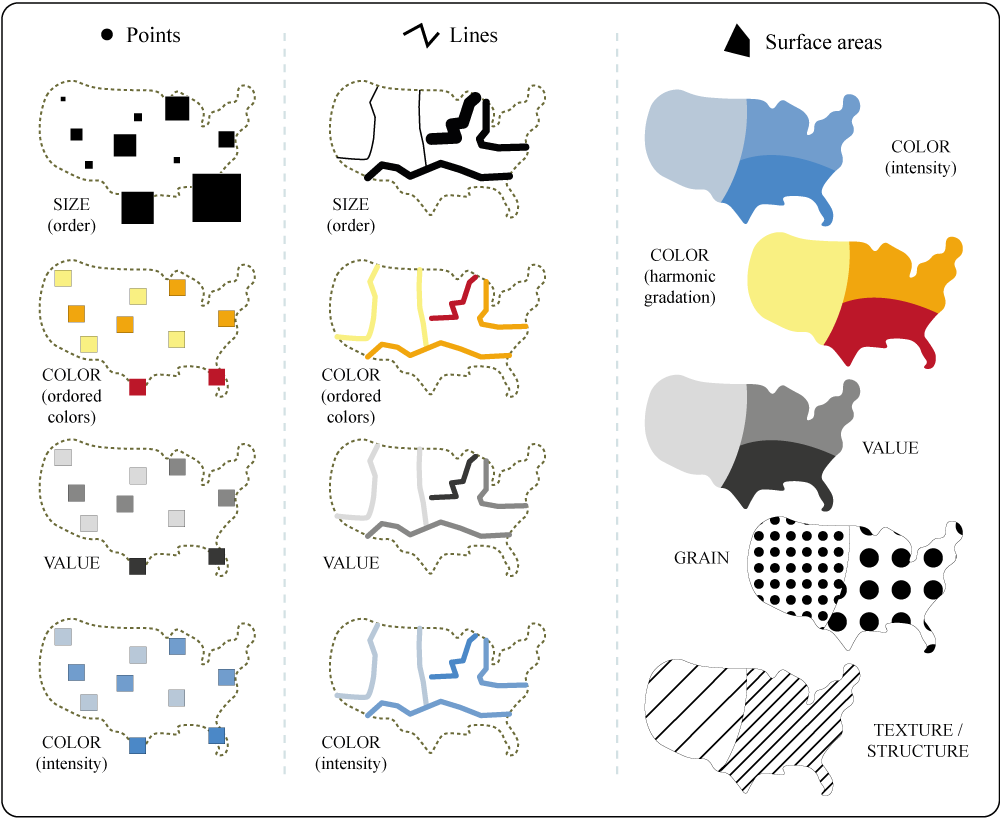 Points
SIZE
(order)
COLOR
(ordored
colors)
VALUE
COLOR
(intensity)
Lines
SIZE
(order)
COLOR
(ordored
colors)
VALUE
COLOR
(intensity)
Surface areas
COLOR
(intensity)
COLOR
(harmonic
gradation)
VALUE
GRAIN
TEXTURE /
STRUCTURE